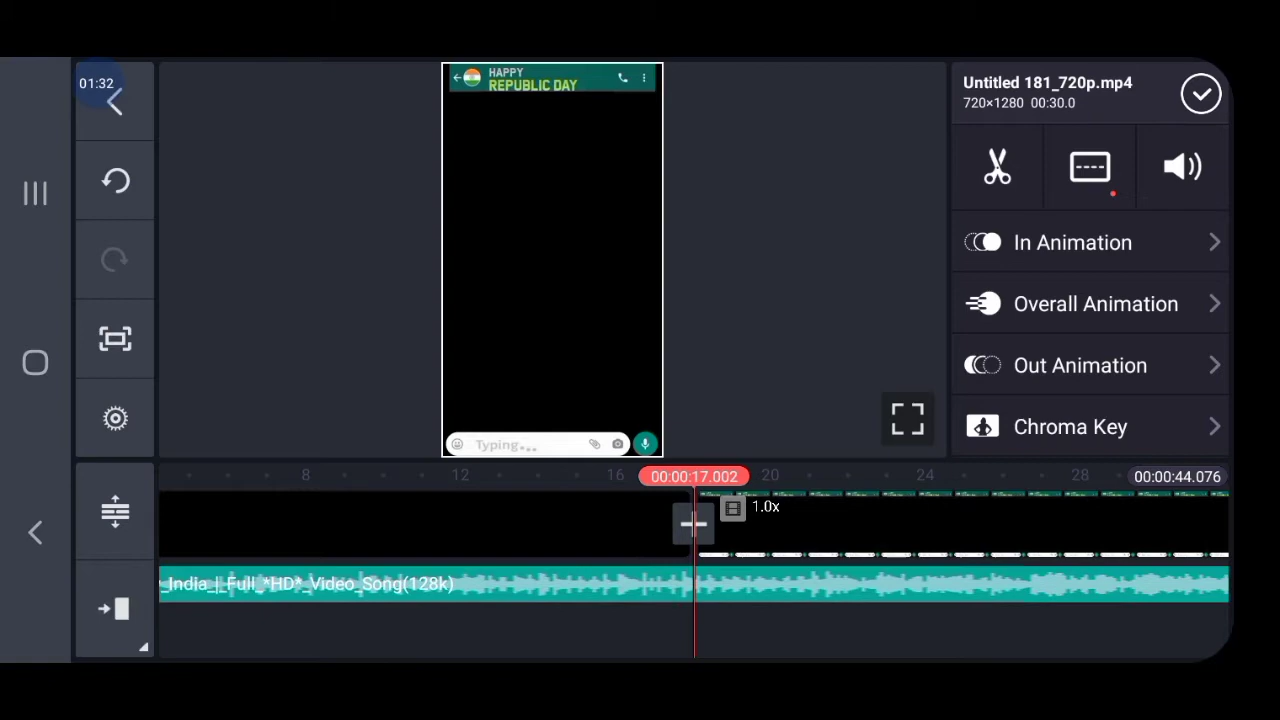 01:32
HAPPY
REPUBLIC DAY
Typing...
Untitled 181_720p.mp4
720×1280 00:30.0
In Animation
Overall Animation
Out Animation
Chroma Key
8 12 16 00:00:17.002 20 24 28 00:00:44.076
1.0x
_India_|_Full_*HD*_Video_Song(128k)